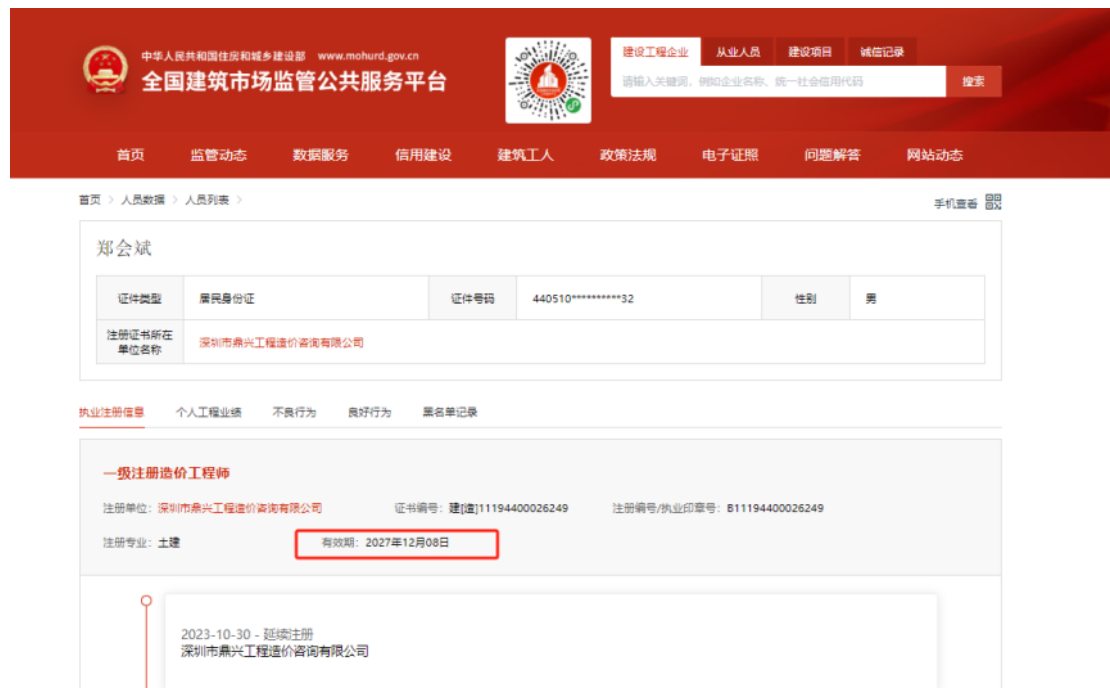 中华人民共和国住房和城乡建设部 www.mohurd.gov.cn
全国建筑市场监管公共服务平台
建设工程企业 从业人员 建设项目 诚信记录
请输入关键词，例如企业名称、统一社会信用代码 搜索
首页 监管动态 数据服务 信用建设 建筑工人 政策法规 电子证照 问题解答 网站动态
首页 > 人员数据 > 人员列表 >
手机查看
郑会斌
证件类型 居民身份证 证件号码 440510**********32 性别 男
注册证书所在
单位名称
深圳市鼎兴工程造价咨询有限公司
执业注册信息 个人工程业绩 不良行为 良好行为 黑名单记录
一级注册造价工程师
注册单位：深圳市鼎兴工程造价咨询有限公司 证书编号：建[造]11194400026249 注册编号/执业印章号：B11194400026249
注册专业：土建 有效期：2027年12月08日
2023-10-30 - 延续注册
深圳市鼎兴工程造价咨询有限公司